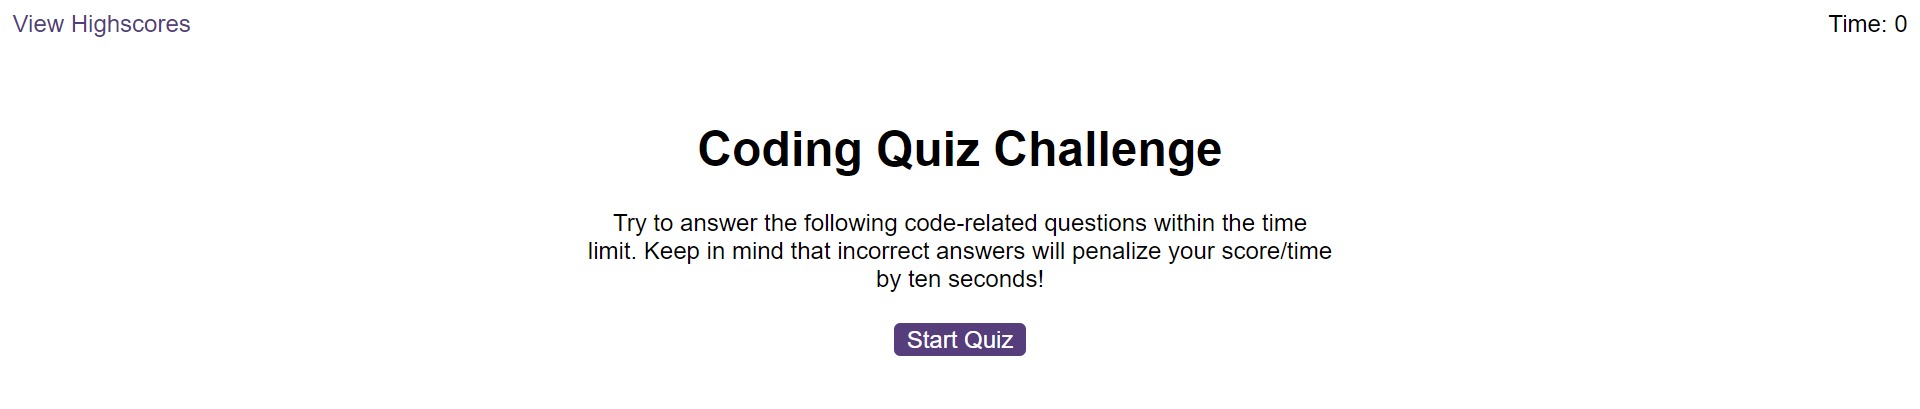 View Highscores
Time: 0
Coding Quiz Challenge
Try to answer the following code-related questions within the time
limit. Keep in mind that incorrect answers will penalize your score/time
by ten seconds!
Start Quiz